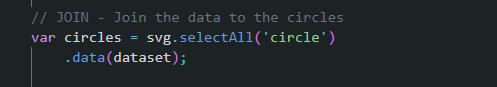 // JOIN - Join the data to the circles
var circles = svg.selectAll('circle')
    .data(dataset);